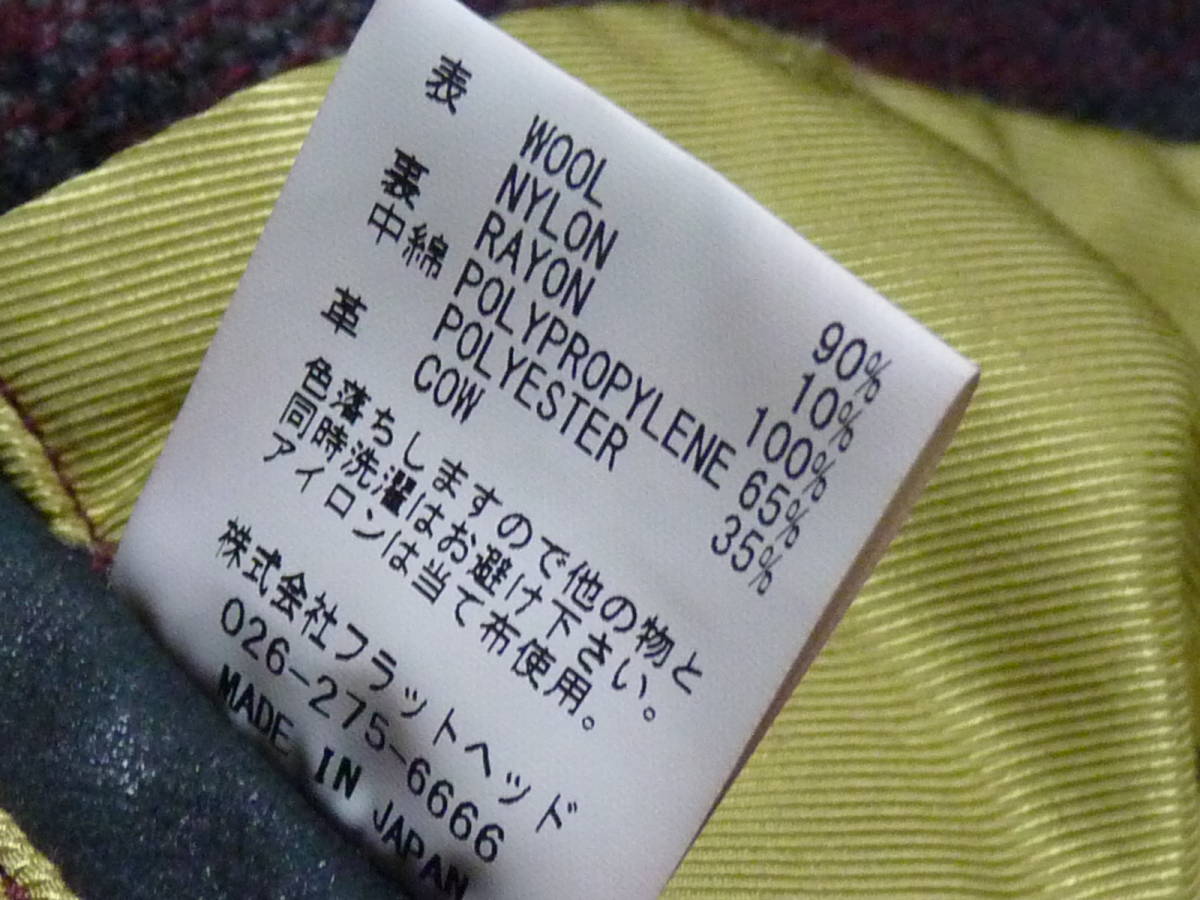 表 WOOL 90%
NYLON 10%
裏 RAYON 100%
中綿 POLYPROPYLENE 65%
POLYESTER 35%
革 COW
色落ちしますので他の物と
同時洗濯はお避け下さい。
アイロンは当て布使用。
株式会社フラットヘッド
026-275-6666
MADE IN JAPAN